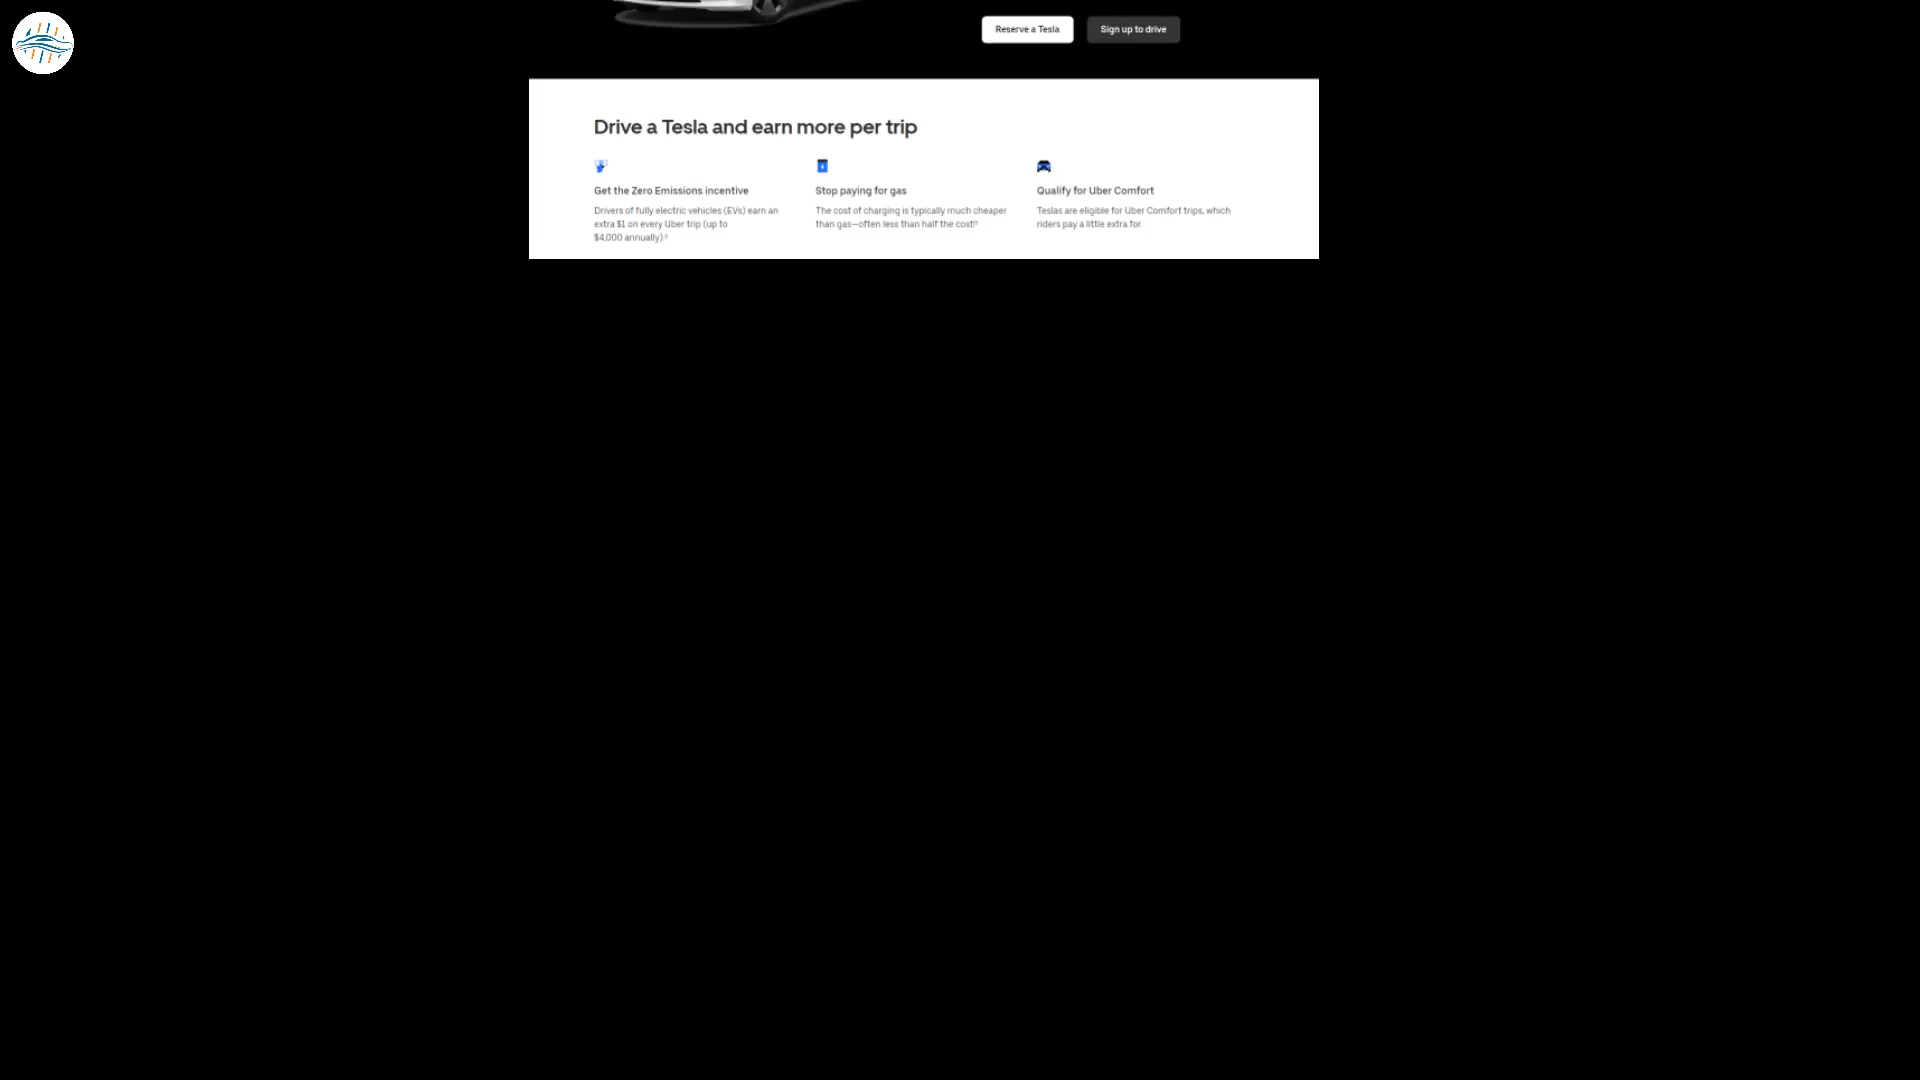 Reserve a Tesla
Sign up to drive
Drive a Tesla and earn more per trip
Get the Zero Emissions incentive
Drivers of fully electric vehicles (EVs) earn an
extra $1 on every Uber trip (up to
$4,000 annually).²
Stop paying for gas
The cost of charging is typically much cheaper
than gas—often less than half the cost
Qualify for Uber Comfort
Teslas are eligible for Uber Comfort trips, which
riders pay a little extra for.